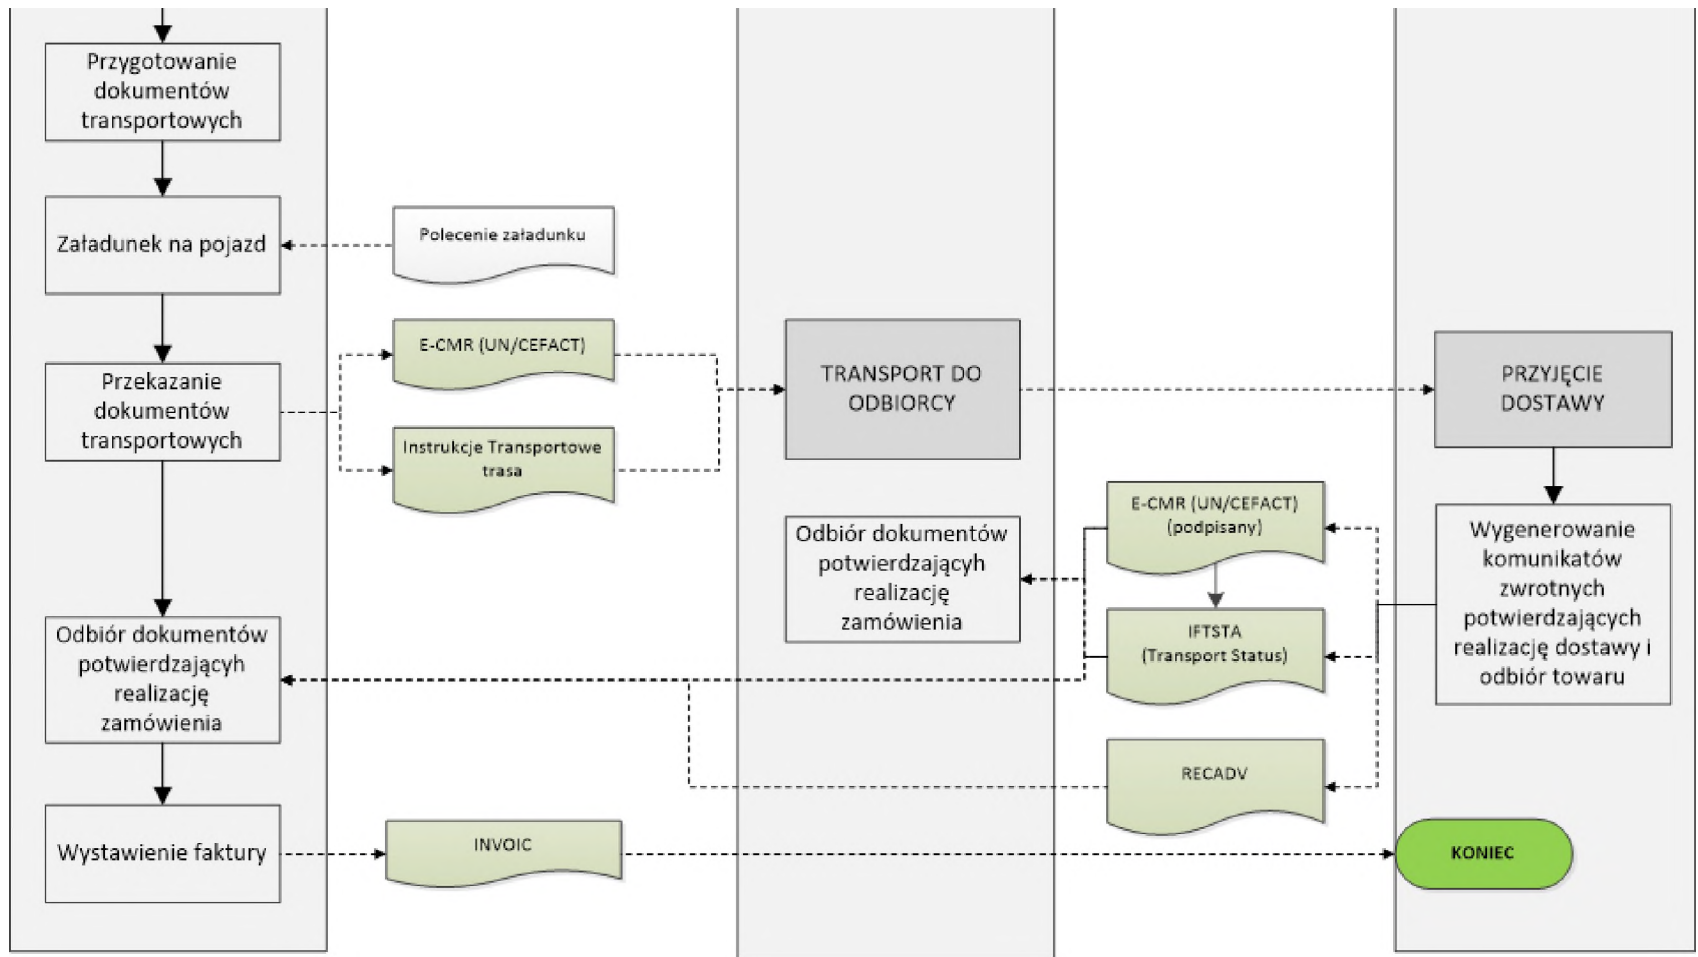 Przygotowanie
dokumentów
transportowych
Załadunek na pojazd
Polecenie załadunku
Przekazanie
dokumentów
transportowych
E-CMR (UN/CEFACT)
Instrukcje Transportowe
trasa
TRANSPORT DO
ODBIORCY
PRZYJĘCIE
DOSTAWY
Odbiór dokumentów
potwierdzającyh
realizację
zamówienia
E-CMR (UN/CEFACT)
(podpisany)
IFTSTA
(Transport Status)
RECADV
Wygenerowanie
komunikatów
zwrotnych
potwierdzających
realizację dostawy i
odbiór towaru
Odbiór dokumentów
potwierdzającyh
realizację
zamówienia
Wystawienie faktury
INVOIC
KONIEC